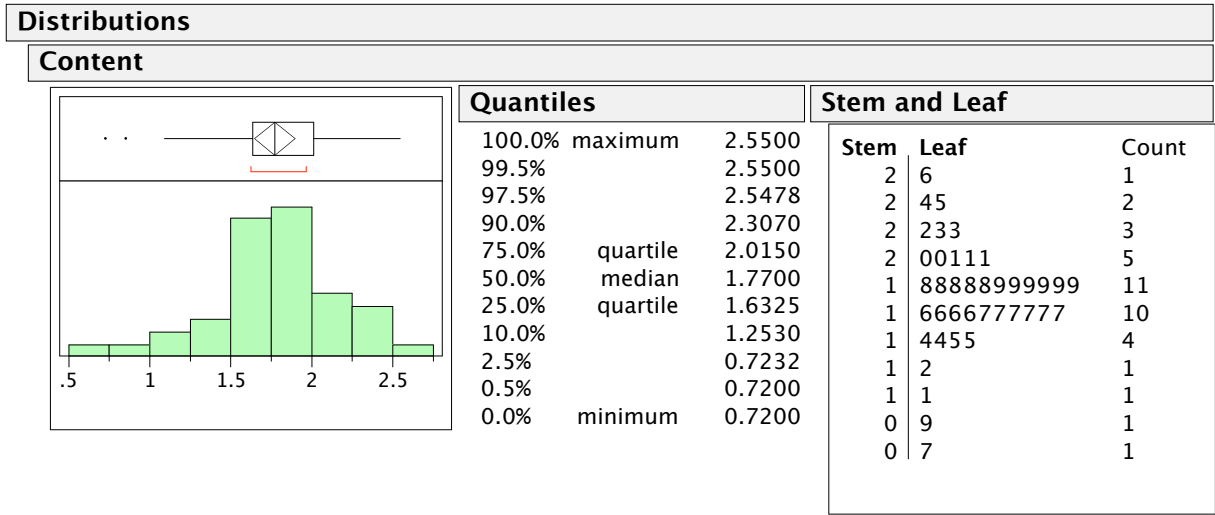 Distributions
Content
.5 1 1.5 2 2.5
Quantiles
100.0% maximum 2.5500
99.5% 2.5500
97.5% 2.5478
90.0% 2.3070
75.0% quartile 2.0150
50.0% median 1.7700
25.0% quartile 1.6325
10.0% 1.2530
2.5% 0.7232
0.5% 0.7200
0.0% minimum 0.7200
Stem and Leaf
Stem Leaf Count
2 6 1
2 45 2
2 233 3
2 00111 5
1 88888999999 11
1 6666777777 10
1 4455 4
1 2 1
1 1 1
0 9 1
0 7 1